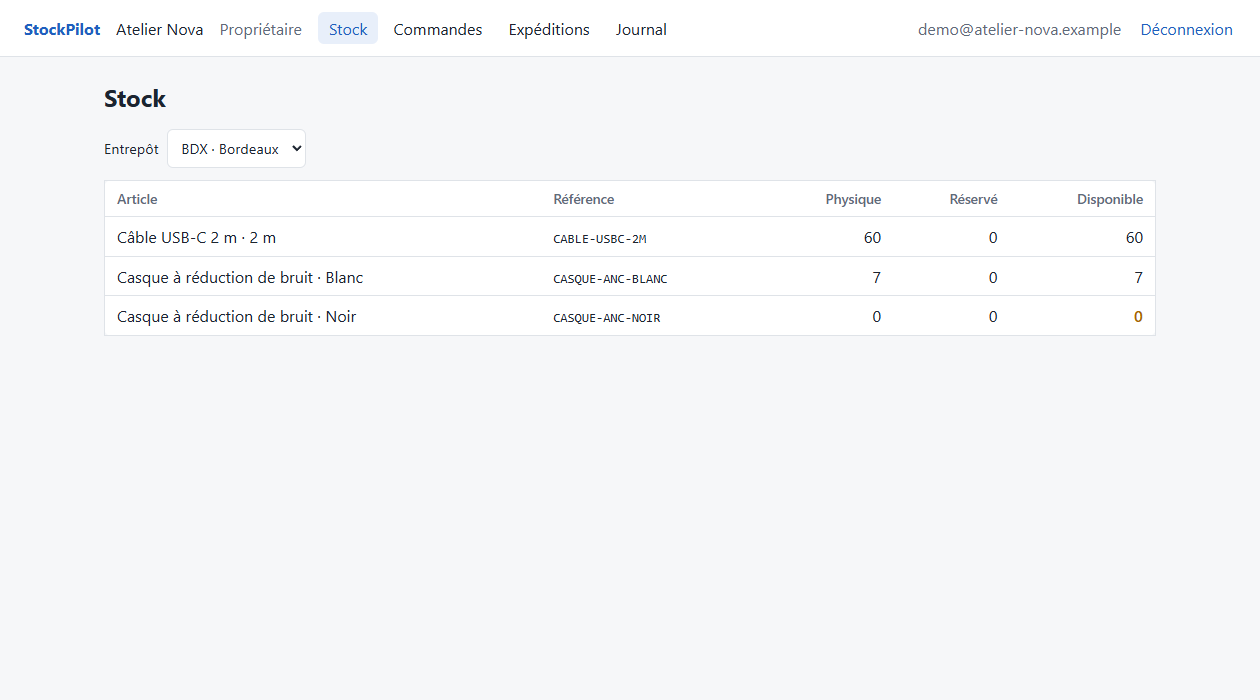 StockPilot Atelier Nova Propriétaire Stock Commandes Expéditions Journal demo@atelier-nova.example Déconnexion
Stock
Entrepôt BDX · Bordeaux
Article Référence Physique Réservé Disponible
Câble USB-C 2 m · 2 m CABLE-USBC-2M 60 0 60
Casque à réduction de bruit · Blanc CASQUE-ANC-BLANC 7 0 7
Casque à réduction de bruit · Noir CASQUE-ANC-NOIR 0 0 0